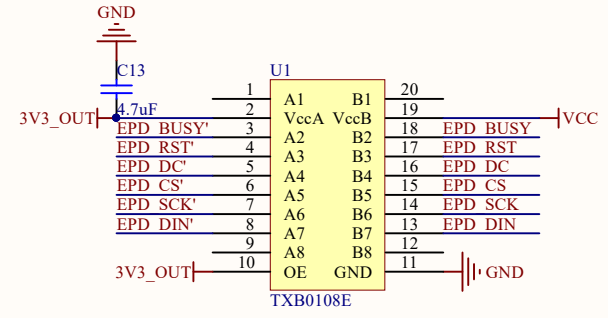 GND
C13
4.7uF
U1
1 A1 B1 20
3V3_OUT 2 VccA VccB 19 VCC
EPD_BUSY' 3 A2 B2 18 EPD_BUSY
EPD_RST' 4 A3 B3 17 EPD_RST
EPD_DC' 5 A4 B4 16 EPD_DC
EPD_CS' 6 A5 B5 15 EPD_CS
EPD_SCK' 7 A6 B6 14 EPD_SCK
EPD_DIN' 8 A7 B7 13 EPD_DIN
9 A8 B8 12
3V3_OUT 10 OE GND 11 GND
TXB0108E